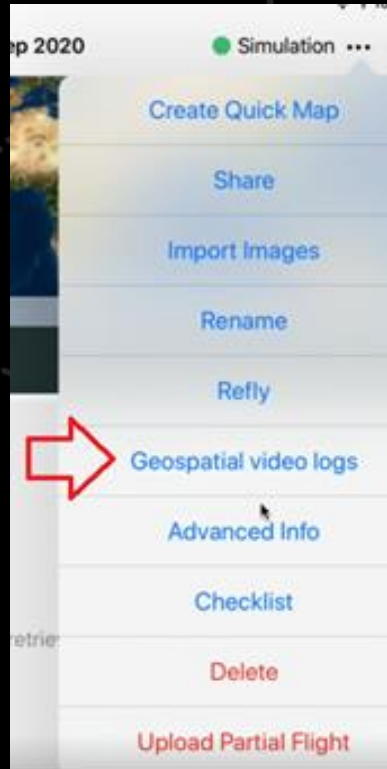 ep 2020
Simulation
Create Quick Map
Share
Import Images
Rename
Refly
Geospatial video logs
Advanced Info
Checklist
etrie
Delete
Upload Partial Flight